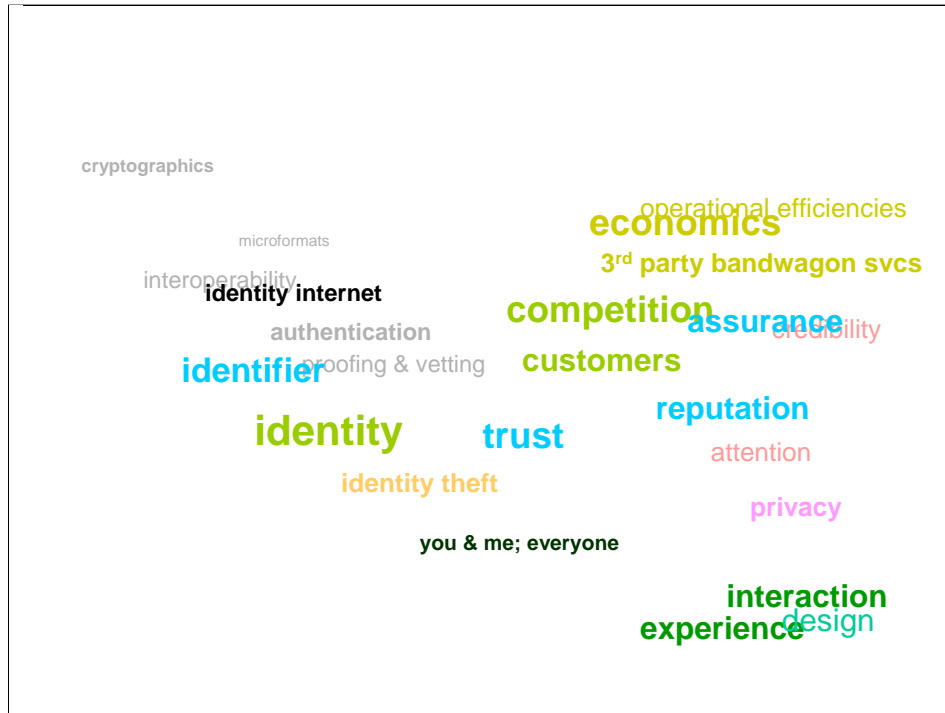 cryptographics
operational efficiencies
economics
microformats
3rd party bandwagon svcs
interoperability
identity internet
competition
assurance
credibility
authentication
customers
proofing & vetting
identifier
reputation
identity
trust
attention
identity theft
privacy
you & me; everyone
interaction
design
experience